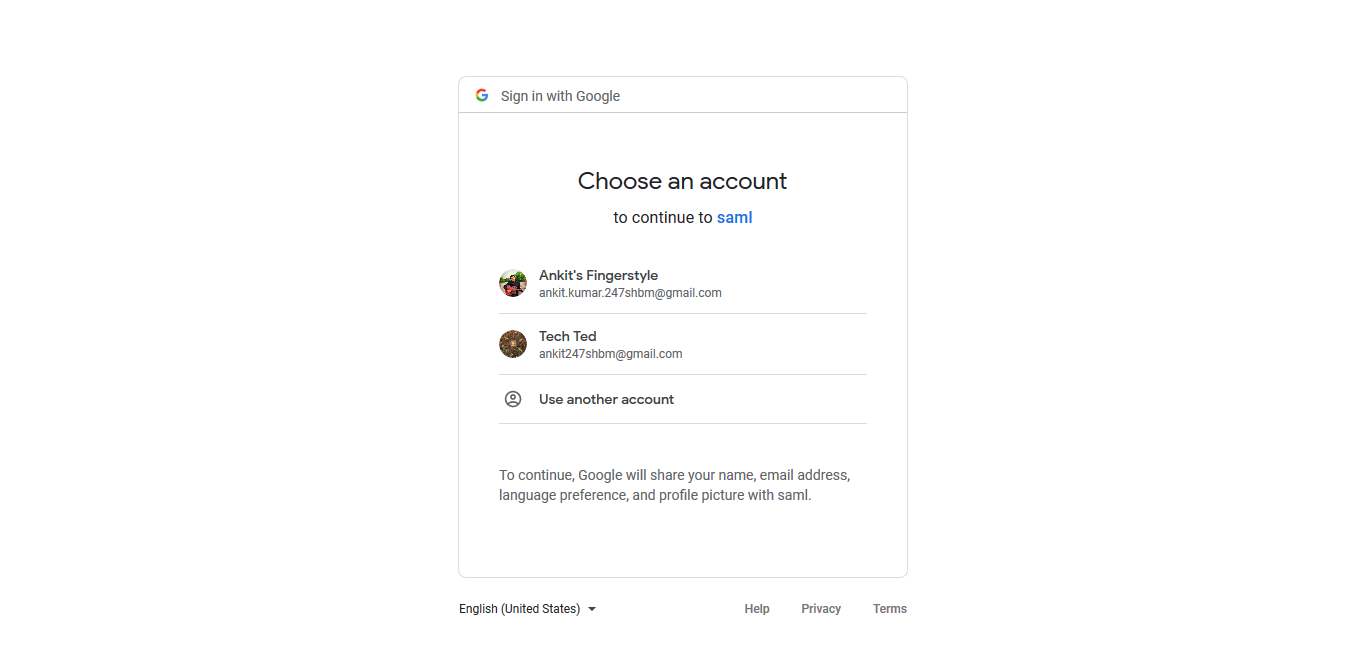 Sign in with Google
Choose an account
to continue to saml
Ankit's Fingerstyle
ankit.kumar.247shbm@gmail.com
Tech Ted
ankit247shbm@gmail.com
Use another account
To continue, Google will share your name, email address,
language preference, and profile picture with saml.
English (United States) Help Privacy Terms